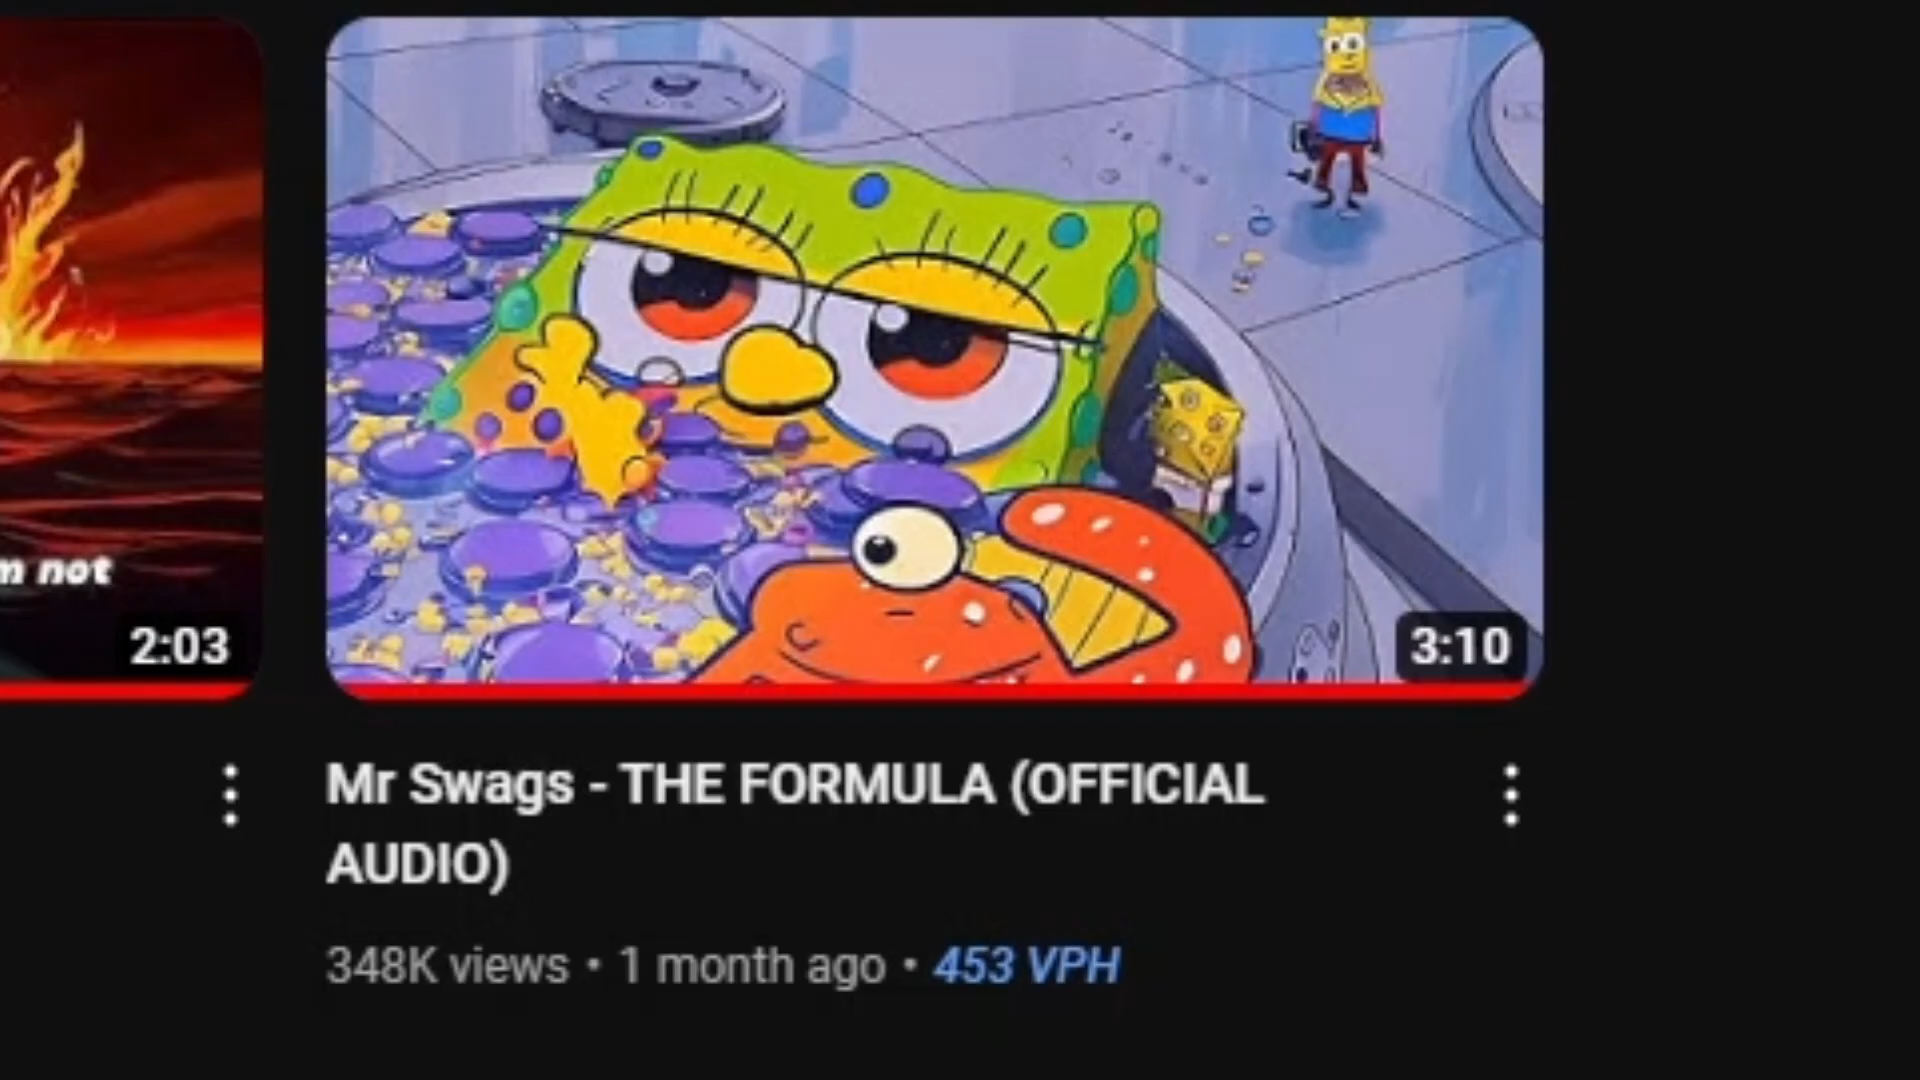 m not
2:03
3:10
Mr Swags - THE FORMULA (OFFICIAL
AUDIO)
348K views • 1 month ago • 453 VPH